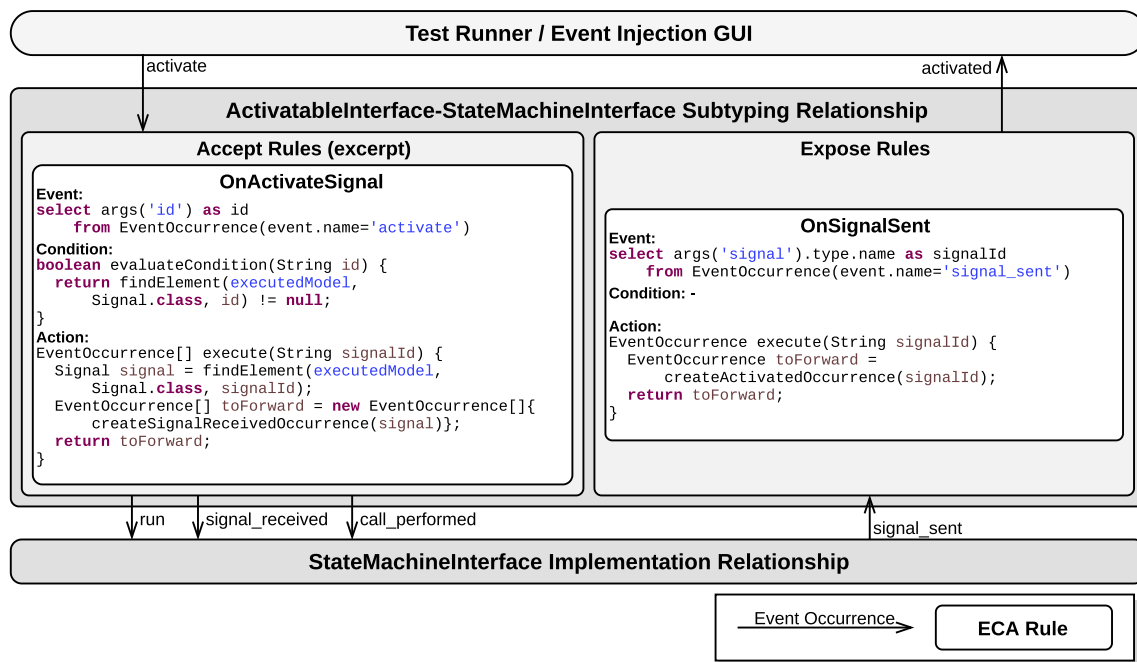 Test Runner / Event Injection GUI
activate
activated
ActivatableInterface-StateMachineInterface Subtyping Relationship
Accept Rules (excerpt)
OnActivateSignal
Event:
select args('id') as id
    from EventOccurrence(event.name='activate')
Condition:
boolean evaluateCondition(String id) {
  return findElement(executedModel,
      Signal.class, id) != null;
}
Action:
EventOccurrence[] execute(String signalId) {
  Signal signal = findElement(executedModel,
      Signal.class, signalId);
  EventOccurrence[] toForward = new EventOccurrence[]{
      createSignalReceivedOccurrence(signal)};
  return toForward;
}
Expose Rules
OnSignalSent
Event:
select args('signal').type.name as signalId
    from EventOccurrence(event.name='signal_sent')
Condition: -
Action:
EventOccurrence execute(String signalId) {
  EventOccurrence toForward =
      createActivatedOccurrence(signalId);
  return toForward;
}
run
signal_received
call_performed
signal_sent
StateMachineInterface Implementation Relationship
Event Occurrence
ECA Rule